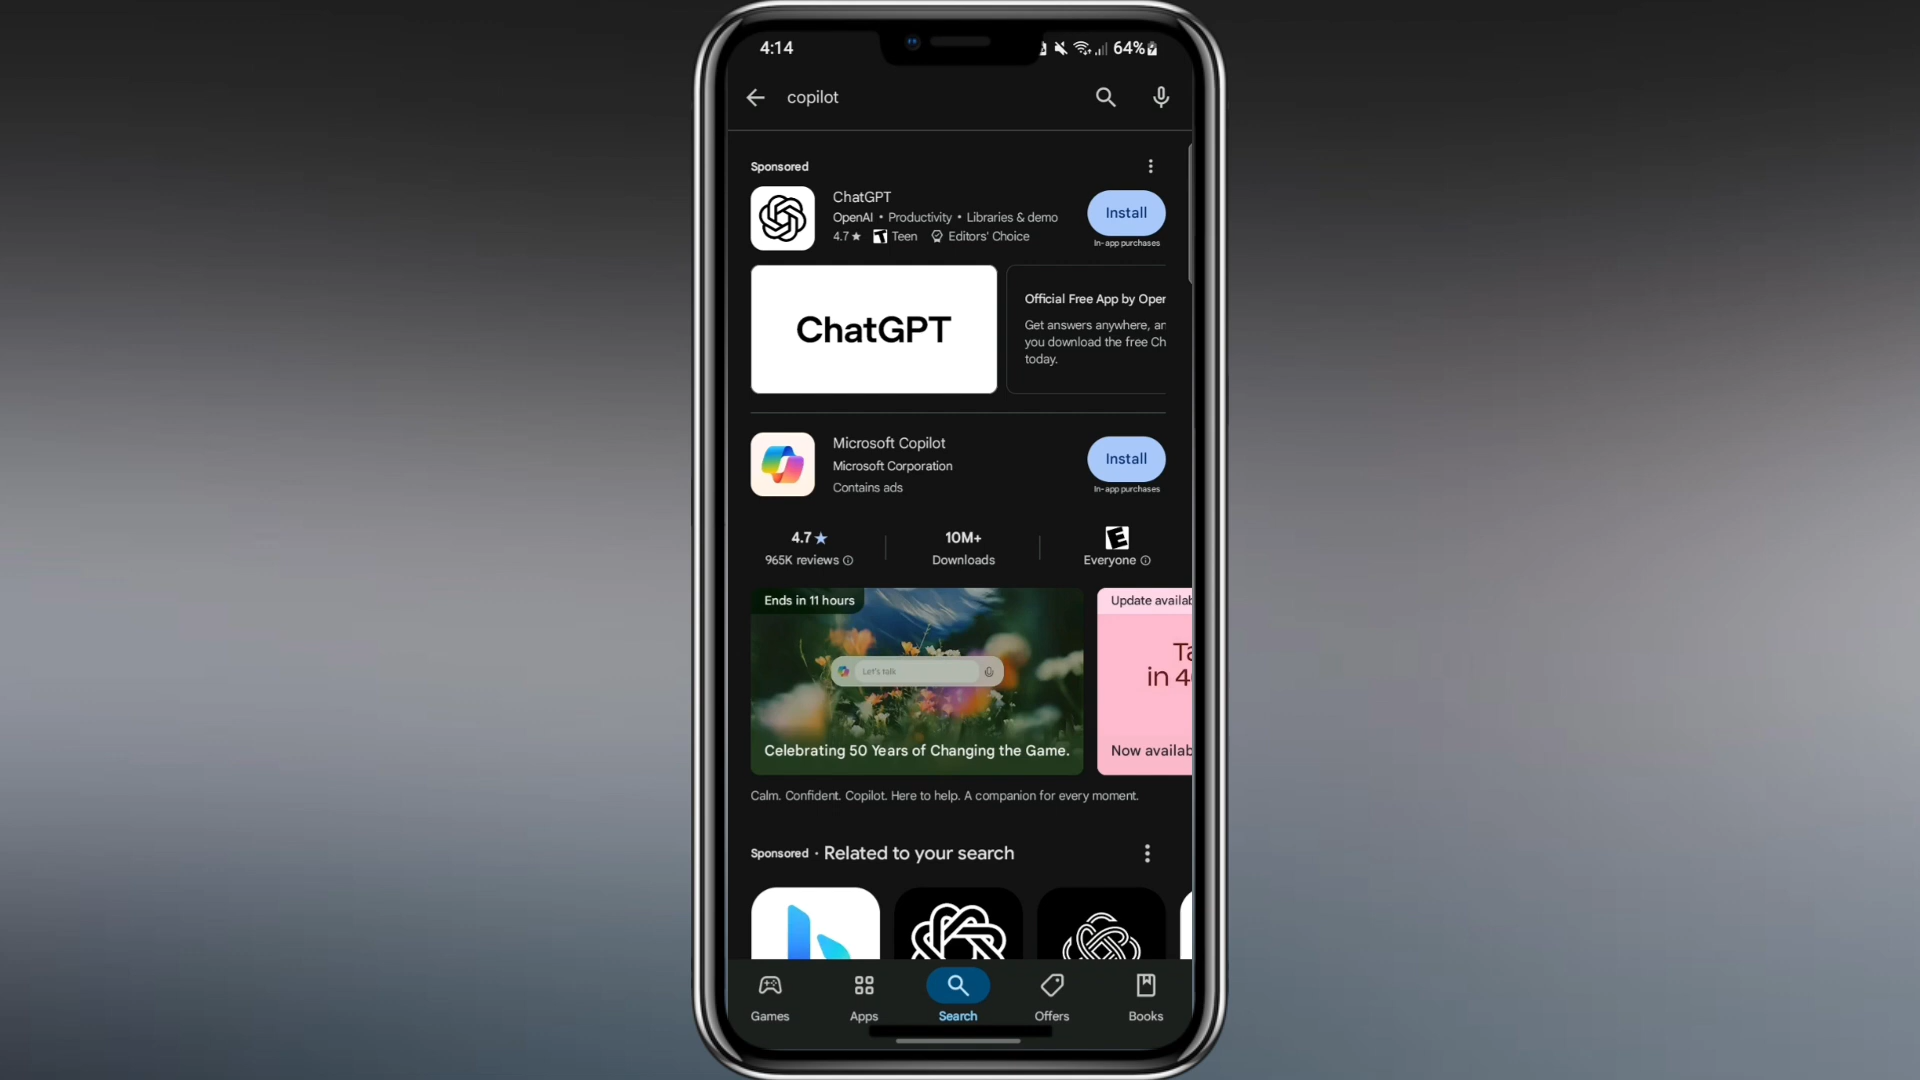 4:14
64%
copilot
Sponsored
ChatGPT
OpenAI • Productivity • Libraries & demo
4.7★ Teen Editors' Choice
Install
In-app purchases
ChatGPT
Official Free App by Oper
Get answers anywhere, an
you download the free Ch
today.
Microsoft Copilot
Microsoft Corporation
Contains ads
Install
In-app purchases
4.7★
965K reviews
10M+
Downloads
E
Everyone
Ends in 11 hours
Let's talk
Celebrating 50 Years of Changing the Game.
Update availab
Ta
in 4
Now availab
Calm. Confident. Copilot. Here to help. A companion for every moment.
Sponsored · Related to your search
Games
Apps
Search
Offers
Books